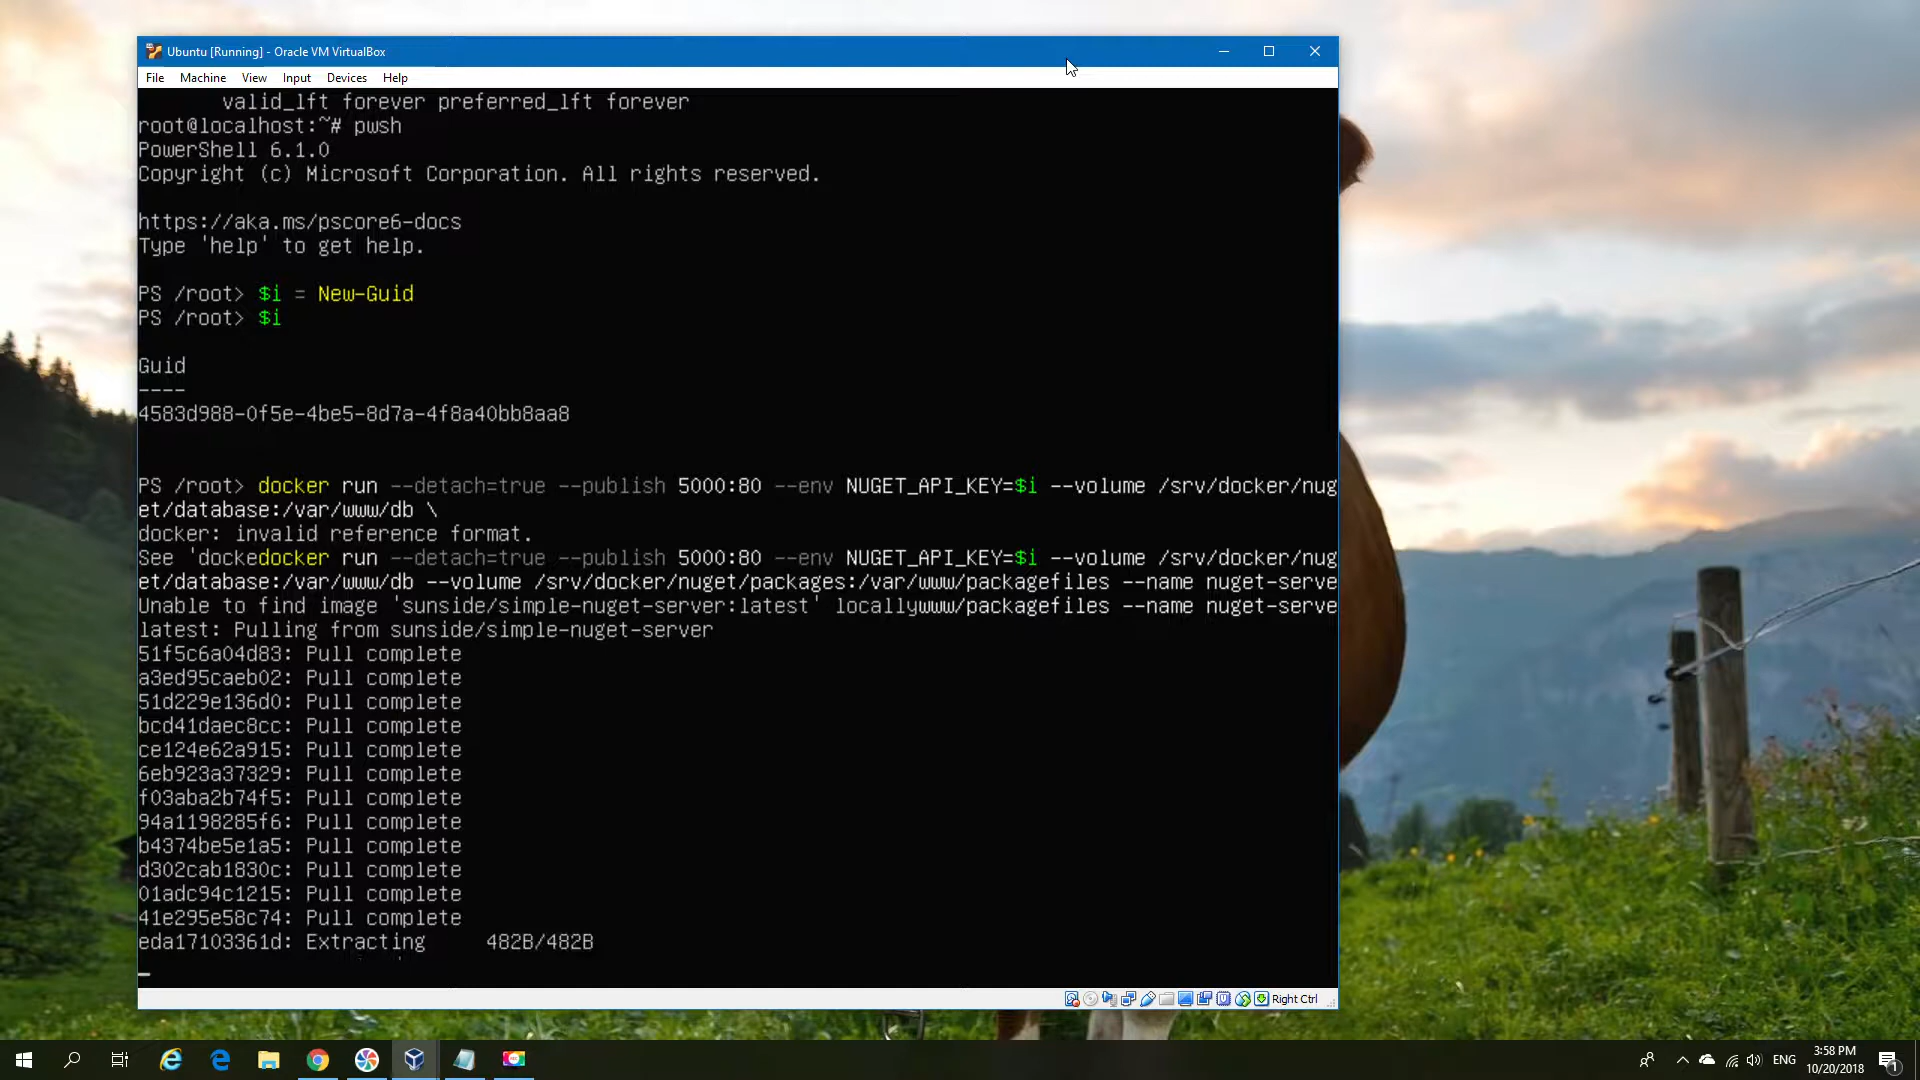 Ubuntu [Running] - Oracle VM VirtualBox
File Machine View Input Devices Help
valid_lft forever preferred_lft forever
root@localhost:~# pwsh
PowerShell 6.1.0
Copyright (c) Microsoft Corporation. All rights reserved.
https://aka.ms/pscore6-docs
Type 'help' to get help.
PS /root> $i = New-Guid
PS /root> $i
Guid
----
4583d988-0f5e-4be5-8d7a-4f8a40bb8aa8
PS /root> docker run --detach=true --publish 5000:80 --env NUGET_API_KEY=$i --volume /srv/docker/nug
et/database:/var/www/db \
docker: invalid reference format.
See 'dockedocker run --detach=true --publish 5000:80 --env NUGET_API_KEY=$i --volume /srv/docker/nug
et/database:/var/www/db --volume /srv/docker/nuget/packages:/var/www/packagefiles --name nuget-serve
Unable to find image 'sunside/simple-nuget-server:latest' locallywww/packagefiles --name nuget-serve
latest: Pulling from sunside/simple-nuget-server
51f5c6a04d83: Pull complete
a3ed95caeb02: Pull complete
51d229e136d0: Pull complete
bcd41daec8cc: Pull complete
ce124e62a915: Pull complete
6eb923a37329: Pull complete
f03aba2b74f5: Pull complete
94a1198285f6: Pull complete
b4374be5e1a5: Pull complete
d302cab1830c: Pull complete
01adc94c1215: Pull complete
41e295e58c74: Pull complete
eda17103361d: Extracting 482B/482B
Right Ctrl
ENG
3:58 PM
10/20/2018
1